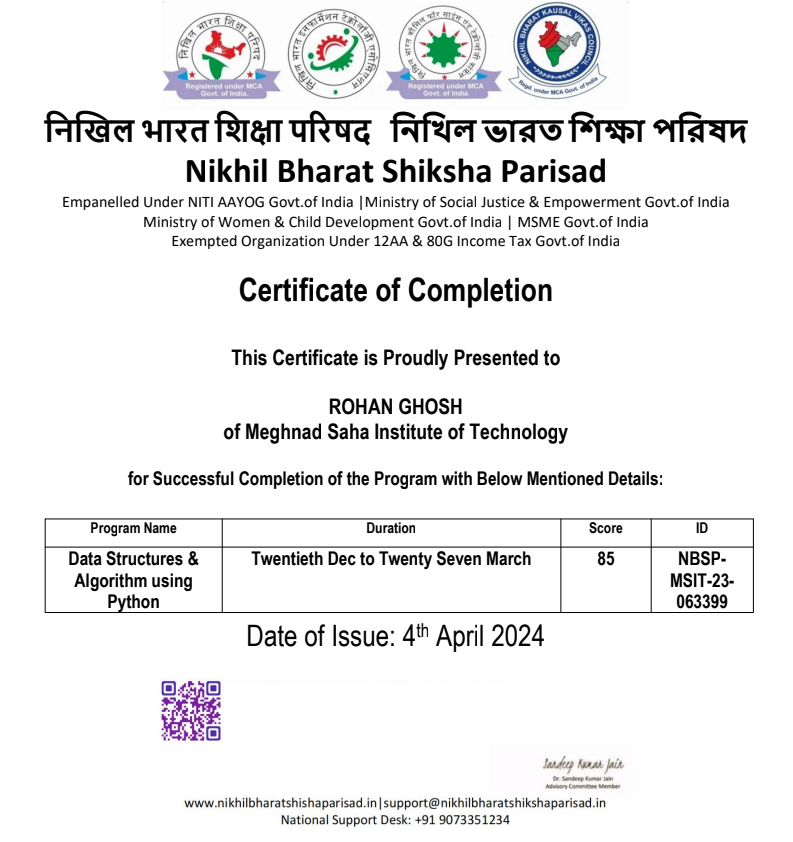 निखिल भारत शिक्षा परिषद
Registered under MCA
Govt. of India.
Registered under MCA
Govt. of India.
NIKHIL BHARAT KAUSAL VIKAS COUNCIL
Regd. under MCA Govt. of India
निखिल भारत शिक्षा परिषद নিখিল ভারত শিক্ষা পরিষদ
Nikhil Bharat Shiksha Parisad
Empanelled Under NITI AAYOG Govt.of India |Ministry of Social Justice & Empowerment Govt.of India
Ministry of Women & Child Development Govt.of India | MSME Govt.of India
Exempted Organization Under 12AA & 80G Income Tax Govt.of India
Certificate of Completion
This Certificate is Proudly Presented to
ROHAN GHOSH
of Meghnad Saha Institute of Technology
for Successful Completion of the Program with Below Mentioned Details:
Program Name Duration Score ID
Data Structures & Twentieth Dec to Twenty Seven March 85 NBSP-
Algorithm using MSIT-23-
Python 063399
Date of Issue: 4th April 2024
Sandeep Kumar Jain
Dr. Sandeep Kumar Jain
Advisory Committee Member
www.nikhilbharatshishaparisad.in|support@nikhilbharatshikshaparisad.in
National Support Desk: +91 9073351234